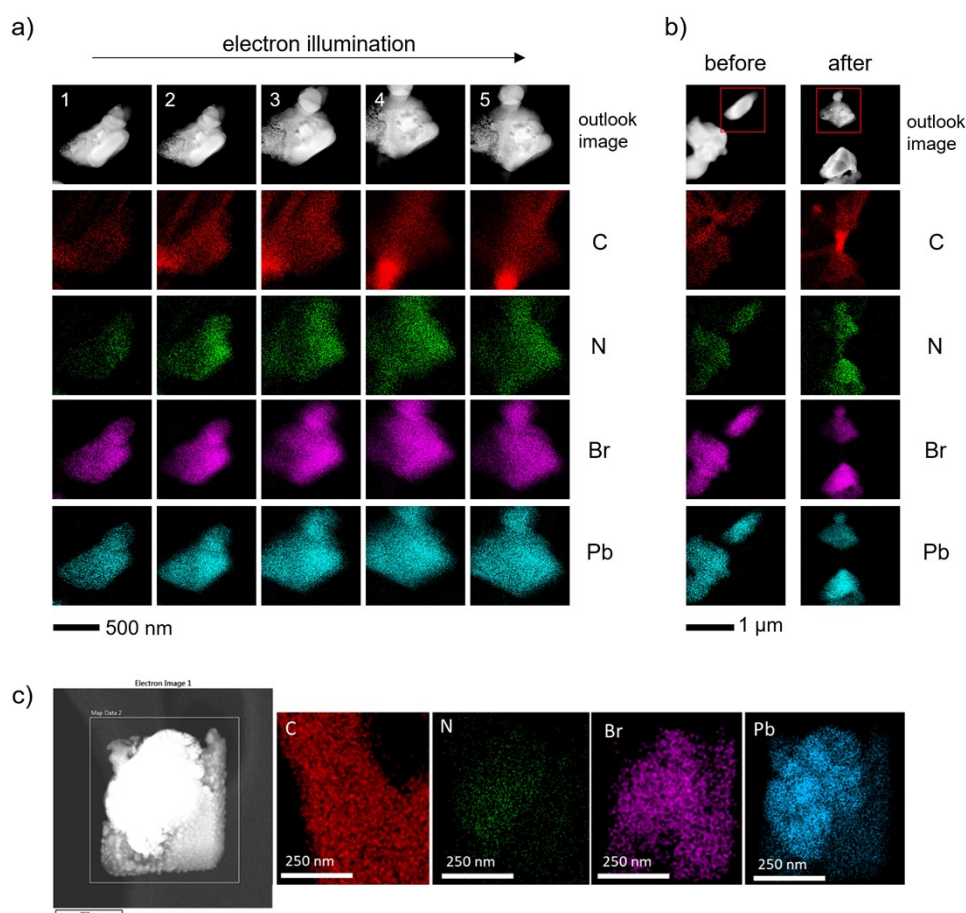 a)
electron illumination
1 2 3 4 5
outlook
image
C
N
Br
Pb
500 nm
b)
before after
outlook
image
C
N
Br
Pb
1 µm
c)
Electron Image 1
Map Data 2
C
250 nm
N
250 nm
Br
250 nm
Pb
250 nm